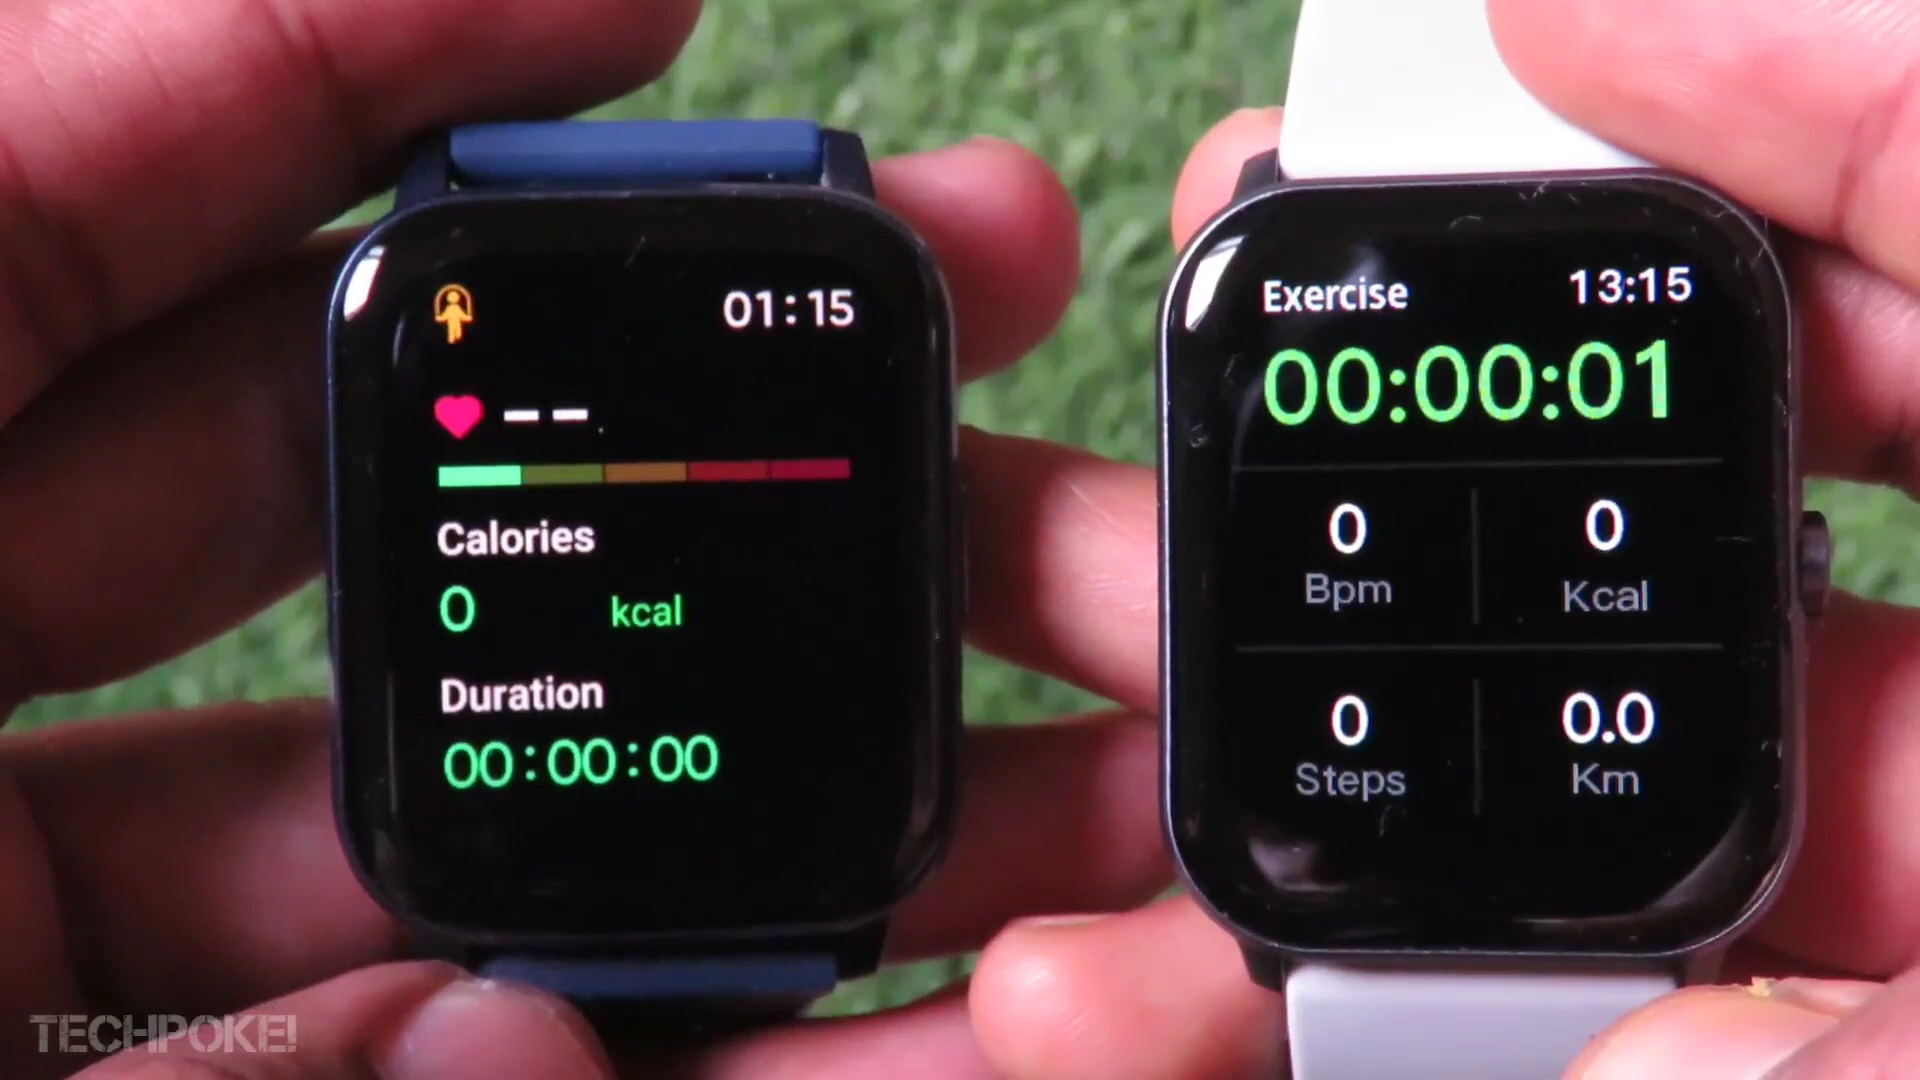 01:15
--
Calories
0 kcal
Duration
00:00:00
Exercise 13:15
00:00:01
0 0
Bpm Kcal
0 0.0
Steps Km
TECHPOKE!